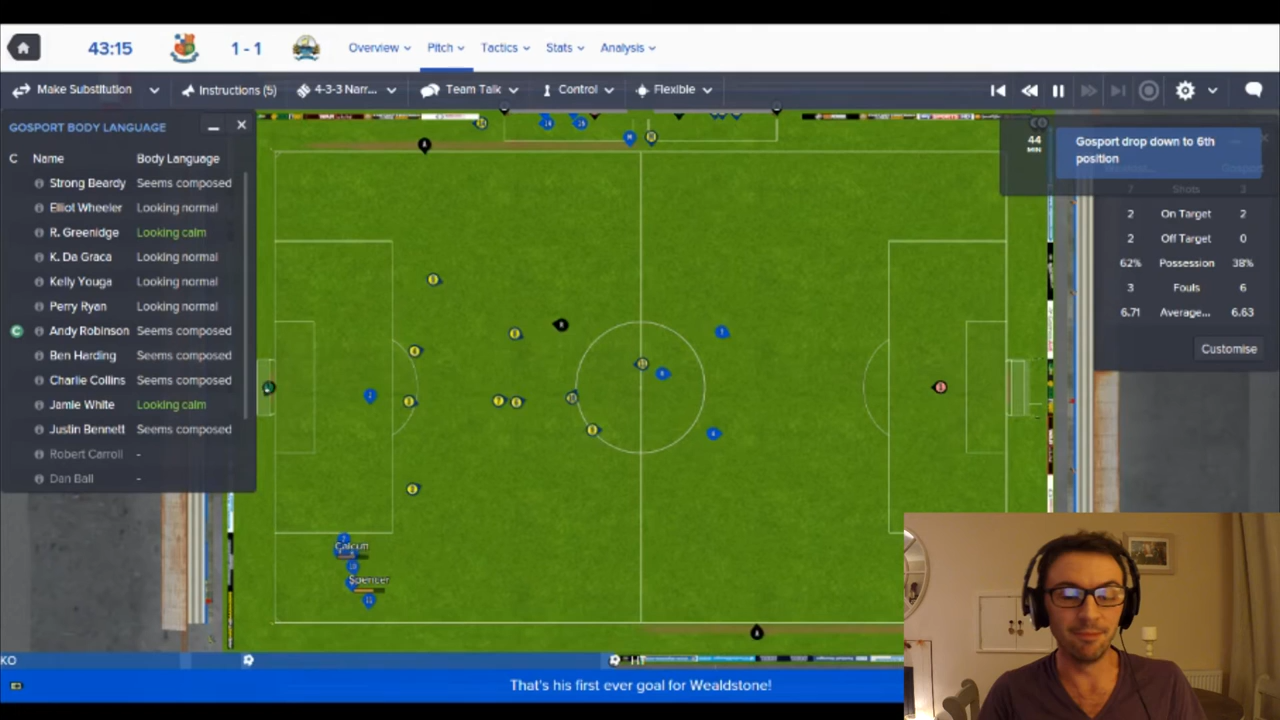 43:15
1 - 1
Overview
Pitch
Tactics
Stats
Analysis
Make Substitution
Instructions (5)
4-3-3 Narr...
Team Talk
Control
Flexible
GOSPORT BODY LANGUAGE
C Name Body Language
Strong Beardy Seems composed
Elliot Wheeler Looking normal
R. Greenidge Looking calm
K. Da Graca Looking normal
Kelly Youga Looking normal
Perry Ryan Looking normal
C Andy Robinson Seems composed
Ben Harding Seems composed
Charlie Collins Seems composed
Jamie White Looking calm
Justin Bennett Seems composed
Robert Carroll -
Dan Ball -
44
MIN
Gosport drop down to 6th
position
7 Shots 3
2 On Target 2
2 Off Target 0
62% Possession 38%
3 Fouls 6
6.71 Average... 6.63
Customise
Calcutt
Spencer
KO
HT
That's his first ever goal for Wealdstone!